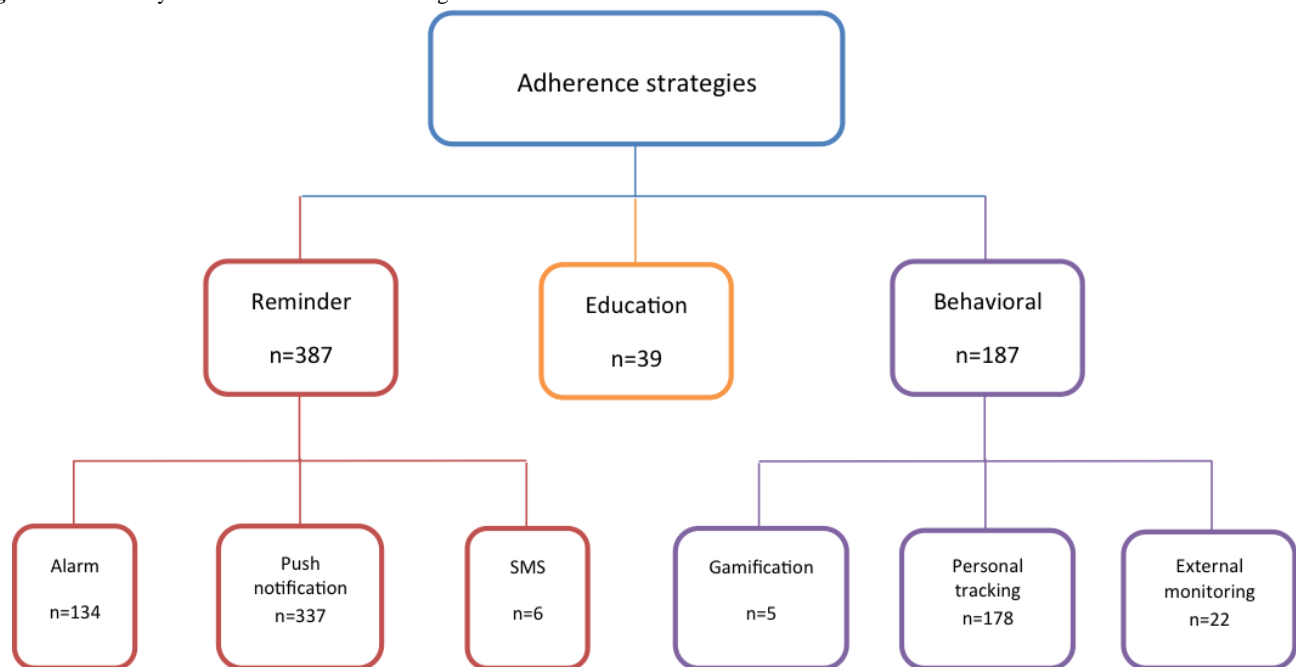 Adherence strategies
Reminder
n=387
Education
n=39
Behavioral
n=187
Alarm
n=134
Push
notification
n=337
SMS
n=6
Gamification
n=5
Personal
tracking
n=178
External
monitoring
n=22